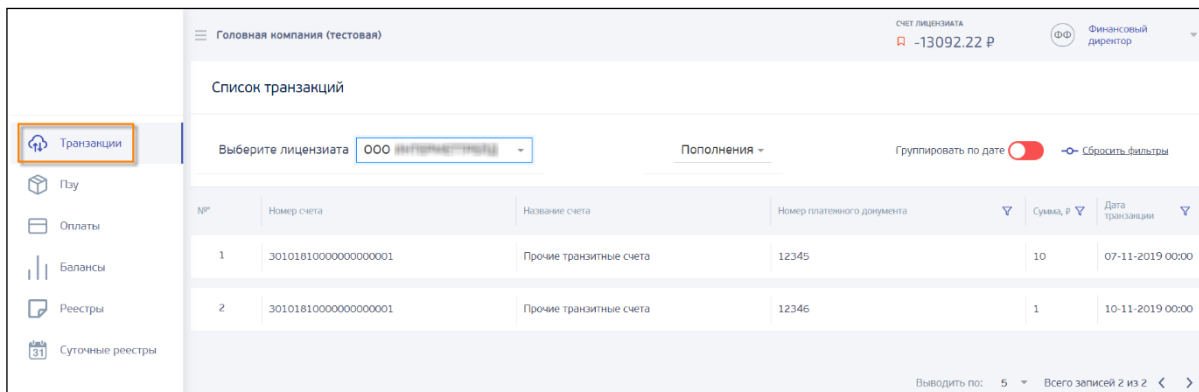 Головная компания (тестовая)
СЧЕТ ЛИЦЕНЗИАТА
-13092.22 ₽
ФФ
Финансовый
директор
Список транзакций
Транзакции
Пзу
Оплаты
Балансы
Реестры
31
Суточные реестры
Выберите лицензиата
ООО
Пополнения
Группировать по дате
Сбросить фильтры
№ Номер счета Название счета Номер платежного документа Сумма, ₽ Дата транзакции
1 30101810000000000001 Прочие транзитные счета 12345 10 07-11-2019 00:00
2 30101810000000000001 Прочие транзитные счета 12346 1 10-11-2019 00:00
Выводить по: 5 Всего записей 2 из 2